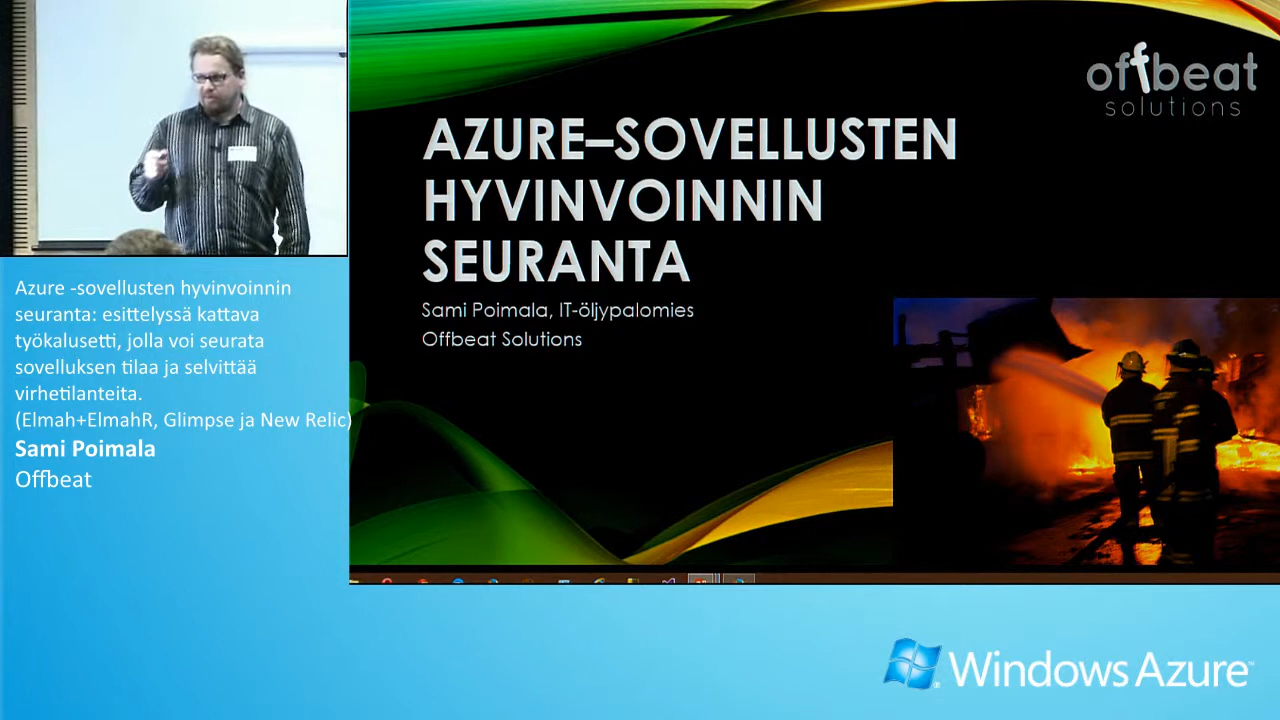 offbeat
solutions
AZURE–SOVELLUSTEN
HYVINVOINNIN
SEURANTA
Sami Poimala, IT-öljypalomies
Offbeat Solutions
Azure -sovellusten hyvinvoinnin
seuranta: esittelyssä kattava
työkalusetti, jolla voi seurata
sovelluksen tilaa ja selvittää
virhetilanteita.
(Elmah+ElmahR, Glimpse ja New Relic)
Sami Poimala
Offbeat
Windows Azure™